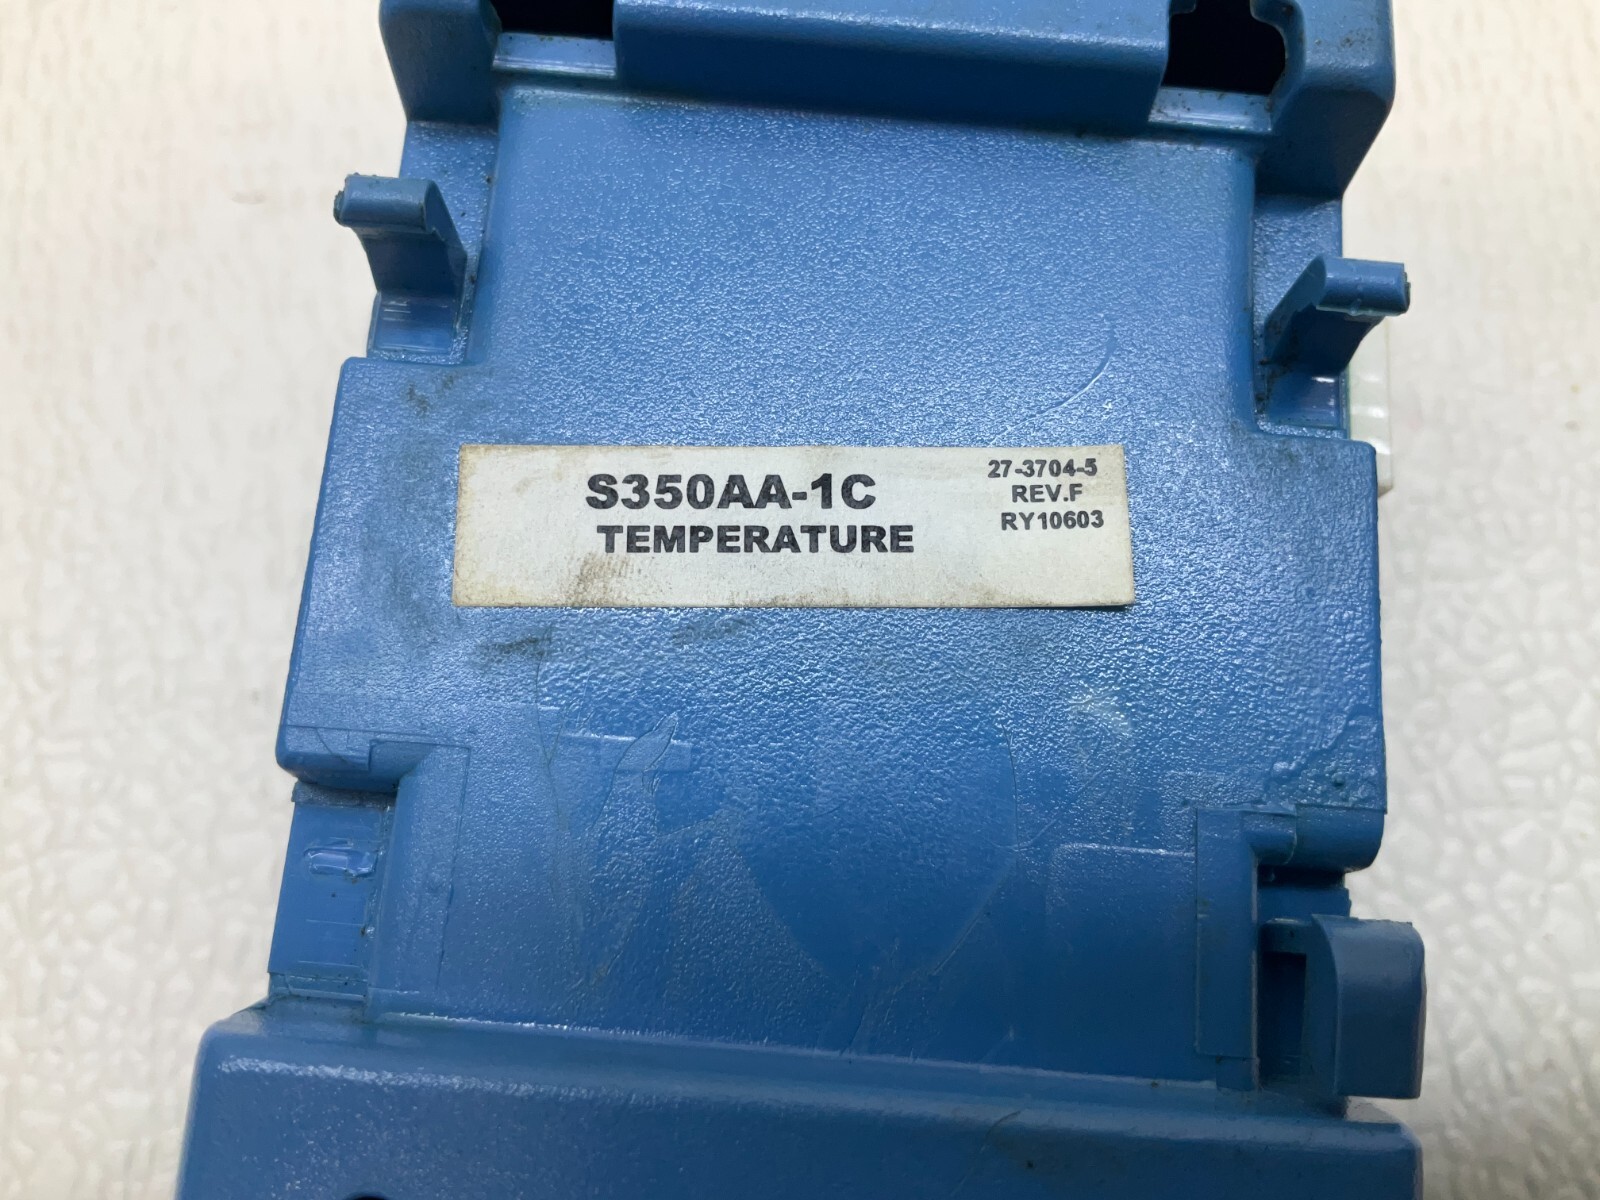 S350AA-1C
TEMPERATURE
27-3704-5
REV.F
RY10603